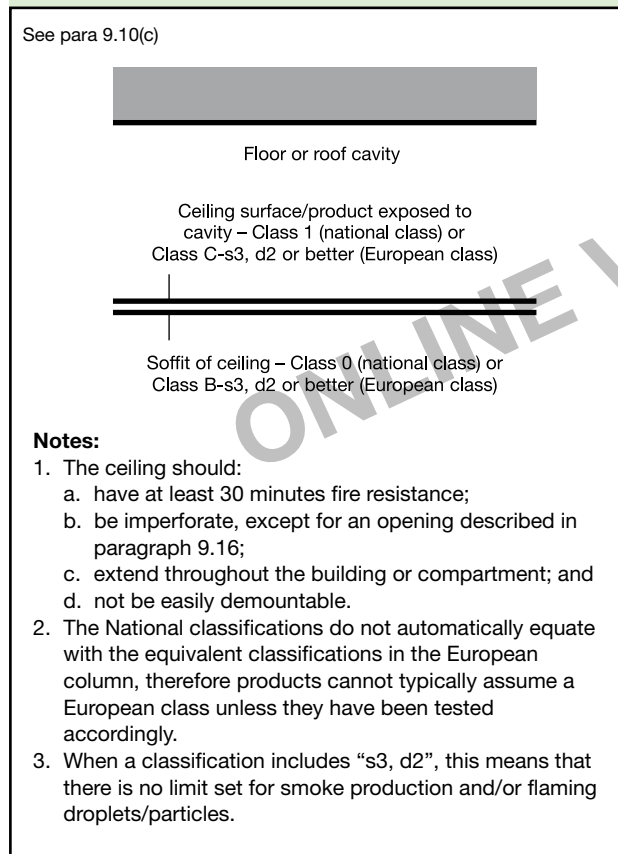 See para 9.10(c)
Floor or roof cavity
Ceiling surface/product exposed to
cavity – Class 1 (national class) or
Class C-s3, d2 or better (European class)
Soffit of ceiling – Class 0 (national class) or
Class B-s3, d2 or better (European class)
ONLINE V
Notes:
1. The ceiling should:
a. have at least 30 minutes fire resistance;
b. be imperforate, except for an opening described in
paragraph 9.16;
c. extend throughout the building or compartment; and
d. not be easily demountable.
2. The National classifications do not automatically equate
with the equivalent classifications in the European
column, therefore products cannot typically assume a
European class unless they have been tested
accordingly.
3. When a classification includes “s3, d2”, this means that
there is no limit set for smoke production and/or flaming
droplets/particles.